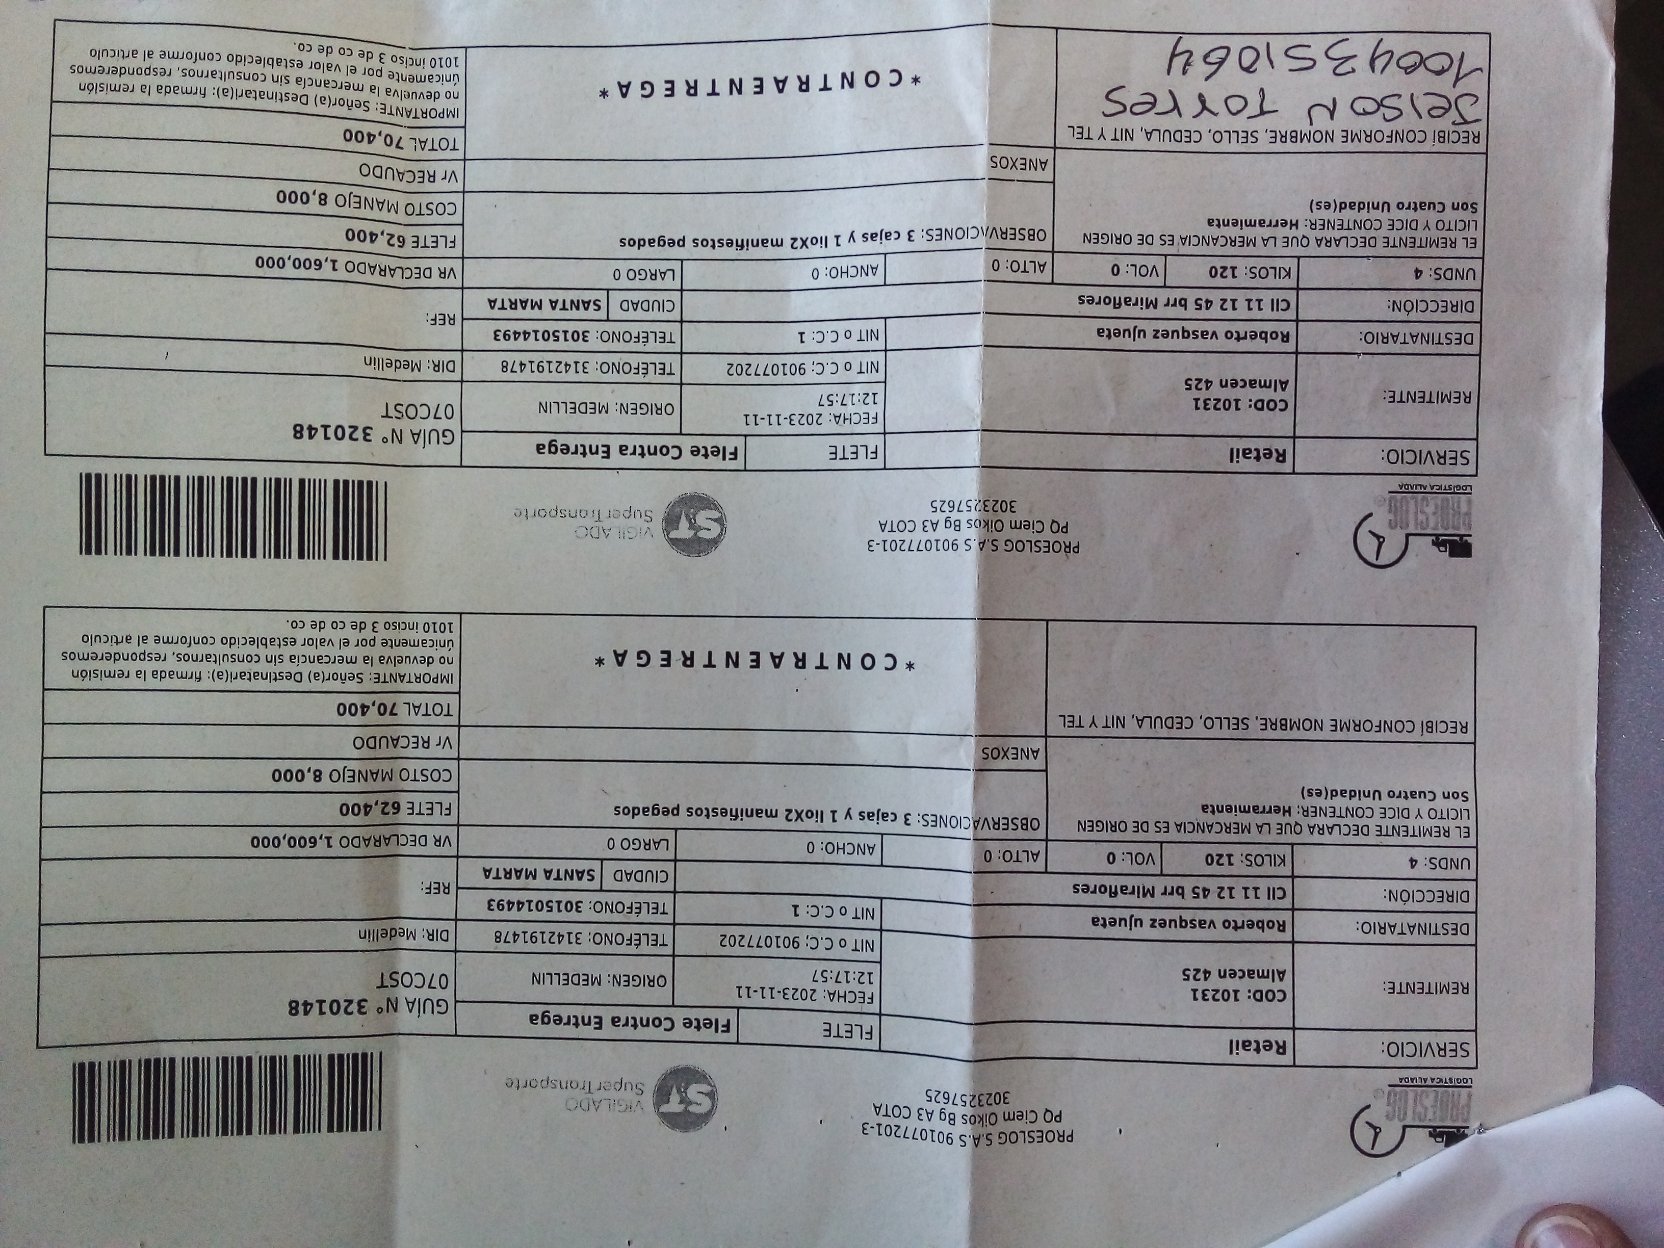 PROESLOG
LOGÍSTICA ALIADA
PROESLOG S.A.S 901077201-3
PQ Ciem Oikos Bg A3 COTA
3023257625
ST
VIGILADO
SuperTransporte
SERVICIO: Retail
FLETE Flete Contra Entrega
GUÍA N° 320148
07COST
REMITENTE: COD: 10231
Almacen 425
FECHA: 2023-11-11
12:17:57
ORIGEN: MEDELLIN
NIT o C.C; 901077202
TELÉFONO; 3142191478
DIR: Medellin
DESTINATARIO: Roberto vasquez ujueta
NIT o C.C: 1
TELÉFONO: 3015014493
REF:
DIRECCIÓN: Cll 11 12 45 brr Miraflores
CIUDAD SANTA MARTA
UNDS: 4 KILOS: 120 VOL: 0 ALTO: 0 ANCHO: 0 LARGO 0
VR DECLARADO 1,600,000
EL REMITENTE DECLARA QUE LA MERCANCIA ES DE ORIGEN
LICITO Y DICE CONTENER: Herramienta
Son Cuatro Unidad(es)
OBSERVACIONES: 3 cajas y 1 lioX2 manifiestos pegados
FLETE 62,400
COSTO MANEJO 8,000
ANEXOS
Vr RECAUDO
RECIBÍ CONFORME NOMBRE, SELLO, CEDULA, NIT Y TEL
TOTAL 70,400
*CONTRAENTREGA*
IMPORTANTE: Señor(a) Destinatari(a): firmada la remisión
no devuelva la mercancía sin consultarnos, responderemos
únicamente por el valor establecido conforme al articulo
1010 inciso 3 de co de co.
PROESLOG
LOGÍSTICA ALIADA
PROESLOG S.A.S 901077201-3
PQ Ciem Oikos Bg A3 COTA
3023257625
ST
VIGILADO
SuperTransporte
SERVICIO: Retail
FLETE Flete Contra Entrega
GUÍA N° 320148
07COST
REMITENTE: COD: 10231
Almacen 425
FECHA: 2023-11-11
12:17:57
ORIGEN: MEDELLIN
NIT o C.C; 901077202
TELÉFONO: 3142191478
DIR: Medellin
DESTINATARIO: Roberto vasquez ujueta
NIT o C.C: 1
TELÉFONO: 3015014493
REF:
DIRECCIÓN: Cll 11 12 45 brr Miraflores
CIUDAD SANTA MARTA
UNDS: 4 KILOS: 120 VOL: 0 ALTO: 0 ANCHO: 0 LARGO 0
VR DECLARADO 1,600,000
EL REMITENTE DECLARA QUE LA MERCANCIA ES DE ORIGEN
LICITO Y DICE CONTENER: Herramienta
Son Cuatro Unidad(es)
OBSERVACIONES: 3 cajas y 1 lioX2 manifiestos pegados
FLETE 62,400
COSTO MANEJO 8,000
ANEXOS
Vr RECAUDO
RECIBÍ CONFORME NOMBRE, SELLO, CEDULA, NIT Y TEL
Jeison Torres
1004351064
TOTAL 70,400
*CONTRAENTREGA*
IMPORTANTE: Señor(a) Destinatari(a): firmada la remisión
no devuelva la mercancía sin consultarnos, responderemos
únicamente por el valor establecido conforme al articulo
1010 inciso 3 de co de co.